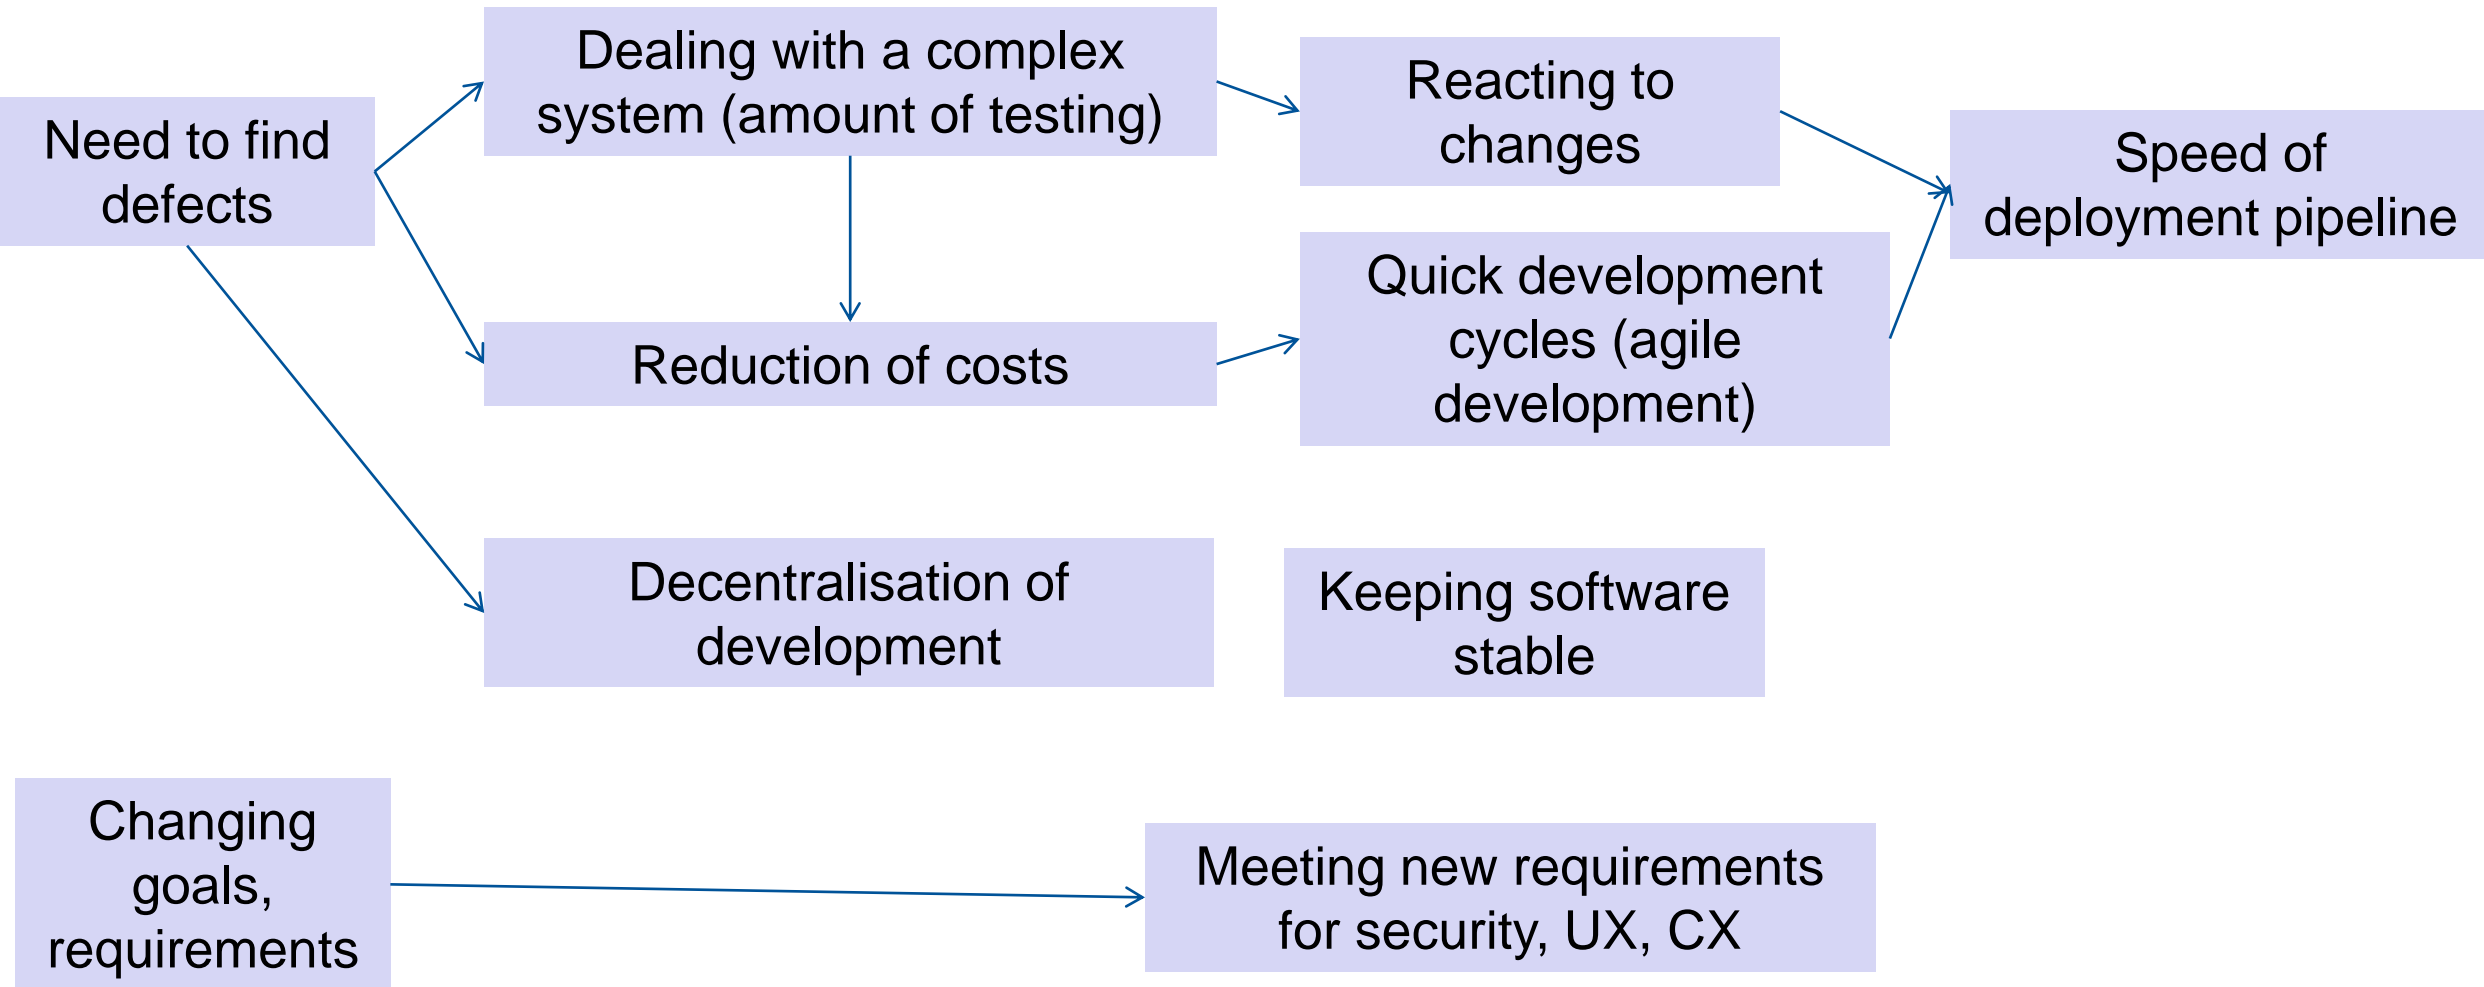 Need to find
defects
Dealing with a complex
system (amount of testing)
Reacting to
changes
Speed of
deployment pipeline
Reduction of costs
Quick development
cycles (agile
development)
Decentralisation of
development
Keeping software
stable
Changing
goals,
requirements
Meeting new requirements
for security, UX, CX